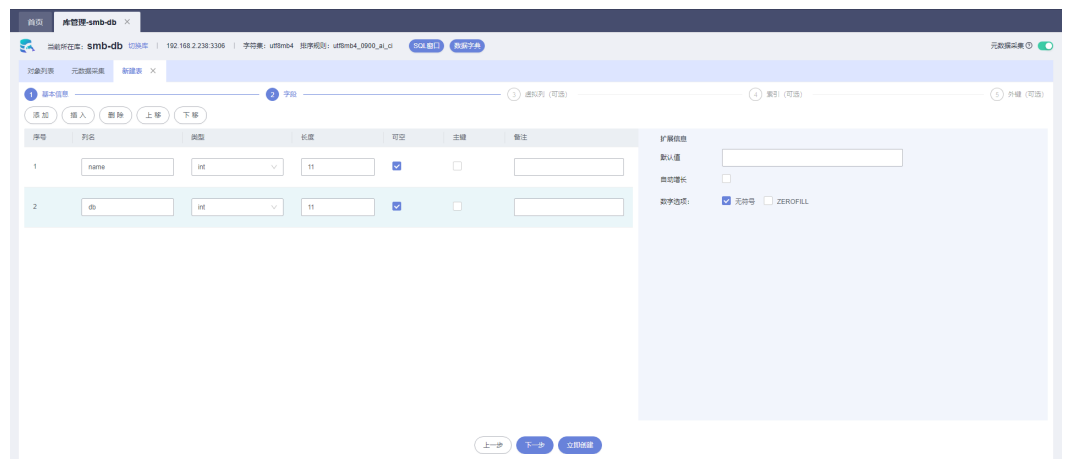 首页 库管理-smb-db ×
当前所在库: smb-db 切换库 | 192.168.2.238:3306 | 字符集: utf8mb4 排序规则: utf8mb4_0900_ai_ci SQL窗口 数据字典 元数据采集
对象列表 元数据采集 新建表 ×
1 基本信息 2 字段 3 虚拟列 (可选) 4 索引 (可选) 5 外键 (可选)
添加 插入 删除 上移 下移
序号 列名 类型 长度 可空 主键 备注 扩展信息
默认值
1 name int 11
自动增长
2 db int 11 数字选项: 无符号 ZEROFILL
上一步 下一步 立即创建